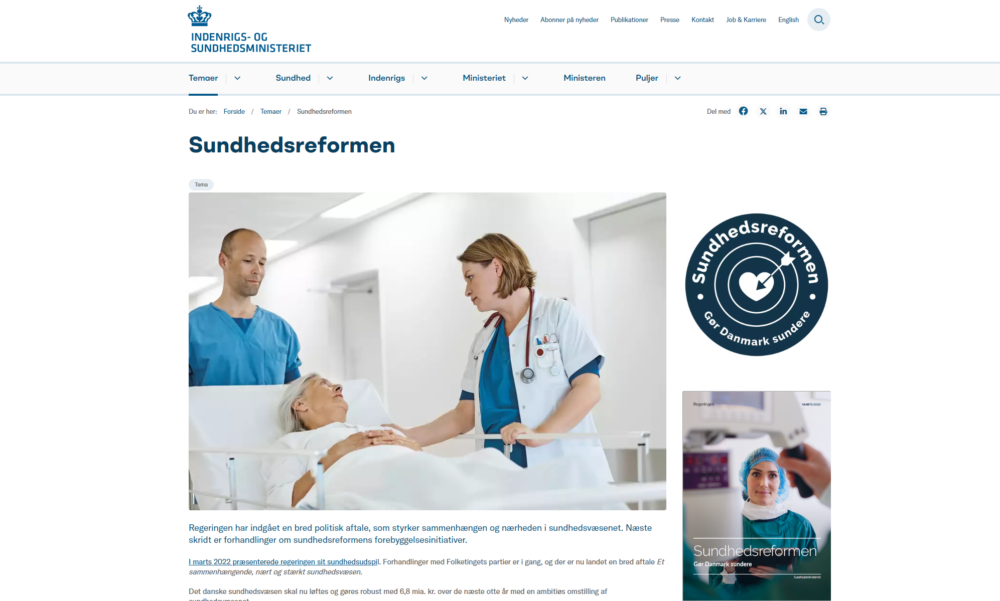 INDENRIGS- OG
SUNDHEDSMINISTERIET
Nyheder
Abonner på nyheder
Publikationer
Presse
Kontakt
Job & Karriere
English
Temaer
Sundhed
Indenrigs
Ministeriet
Ministeren
Puljer
Du er her: Forside / Temaer / Sundhedsreformen
Del med
Sundhedsreformen
Tema
Sundhedsreformen
Gør Danmark sundere
Regeringen
MARTS 2022
Sundhedsreformen
Gør Danmark sundere
Sundhedsministeriet
Regeringen har indgået en bred politisk aftale, som styrker sammenhængen og nærheden i sundhedsvæsenet. Næste
skridt er forhandlinger om sundhedsreformens forebyggelsesinitiativer.
I marts 2022 præsenterede regeringen sit sundhedsudspil. Forhandlinger med Folketingets partier er i gang, og der er nu landet en bred aftale Et
sammenhængende, nært og stærkt sundhedsvæsen.
Det danske sundhedsvæsen skal nu løftes og gøres robust med 6,8 mia. kr. over de næste otte år med en ambitiøs omstilling af
sundhedsvæsenet